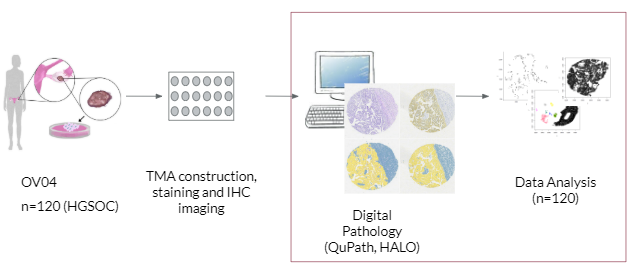 OV04
n=120 (HGSOC)
TMA construction,
staining and IHC
imaging
Digital
Pathology
(QuPath, HALO)
Data Analysis
(n=120)